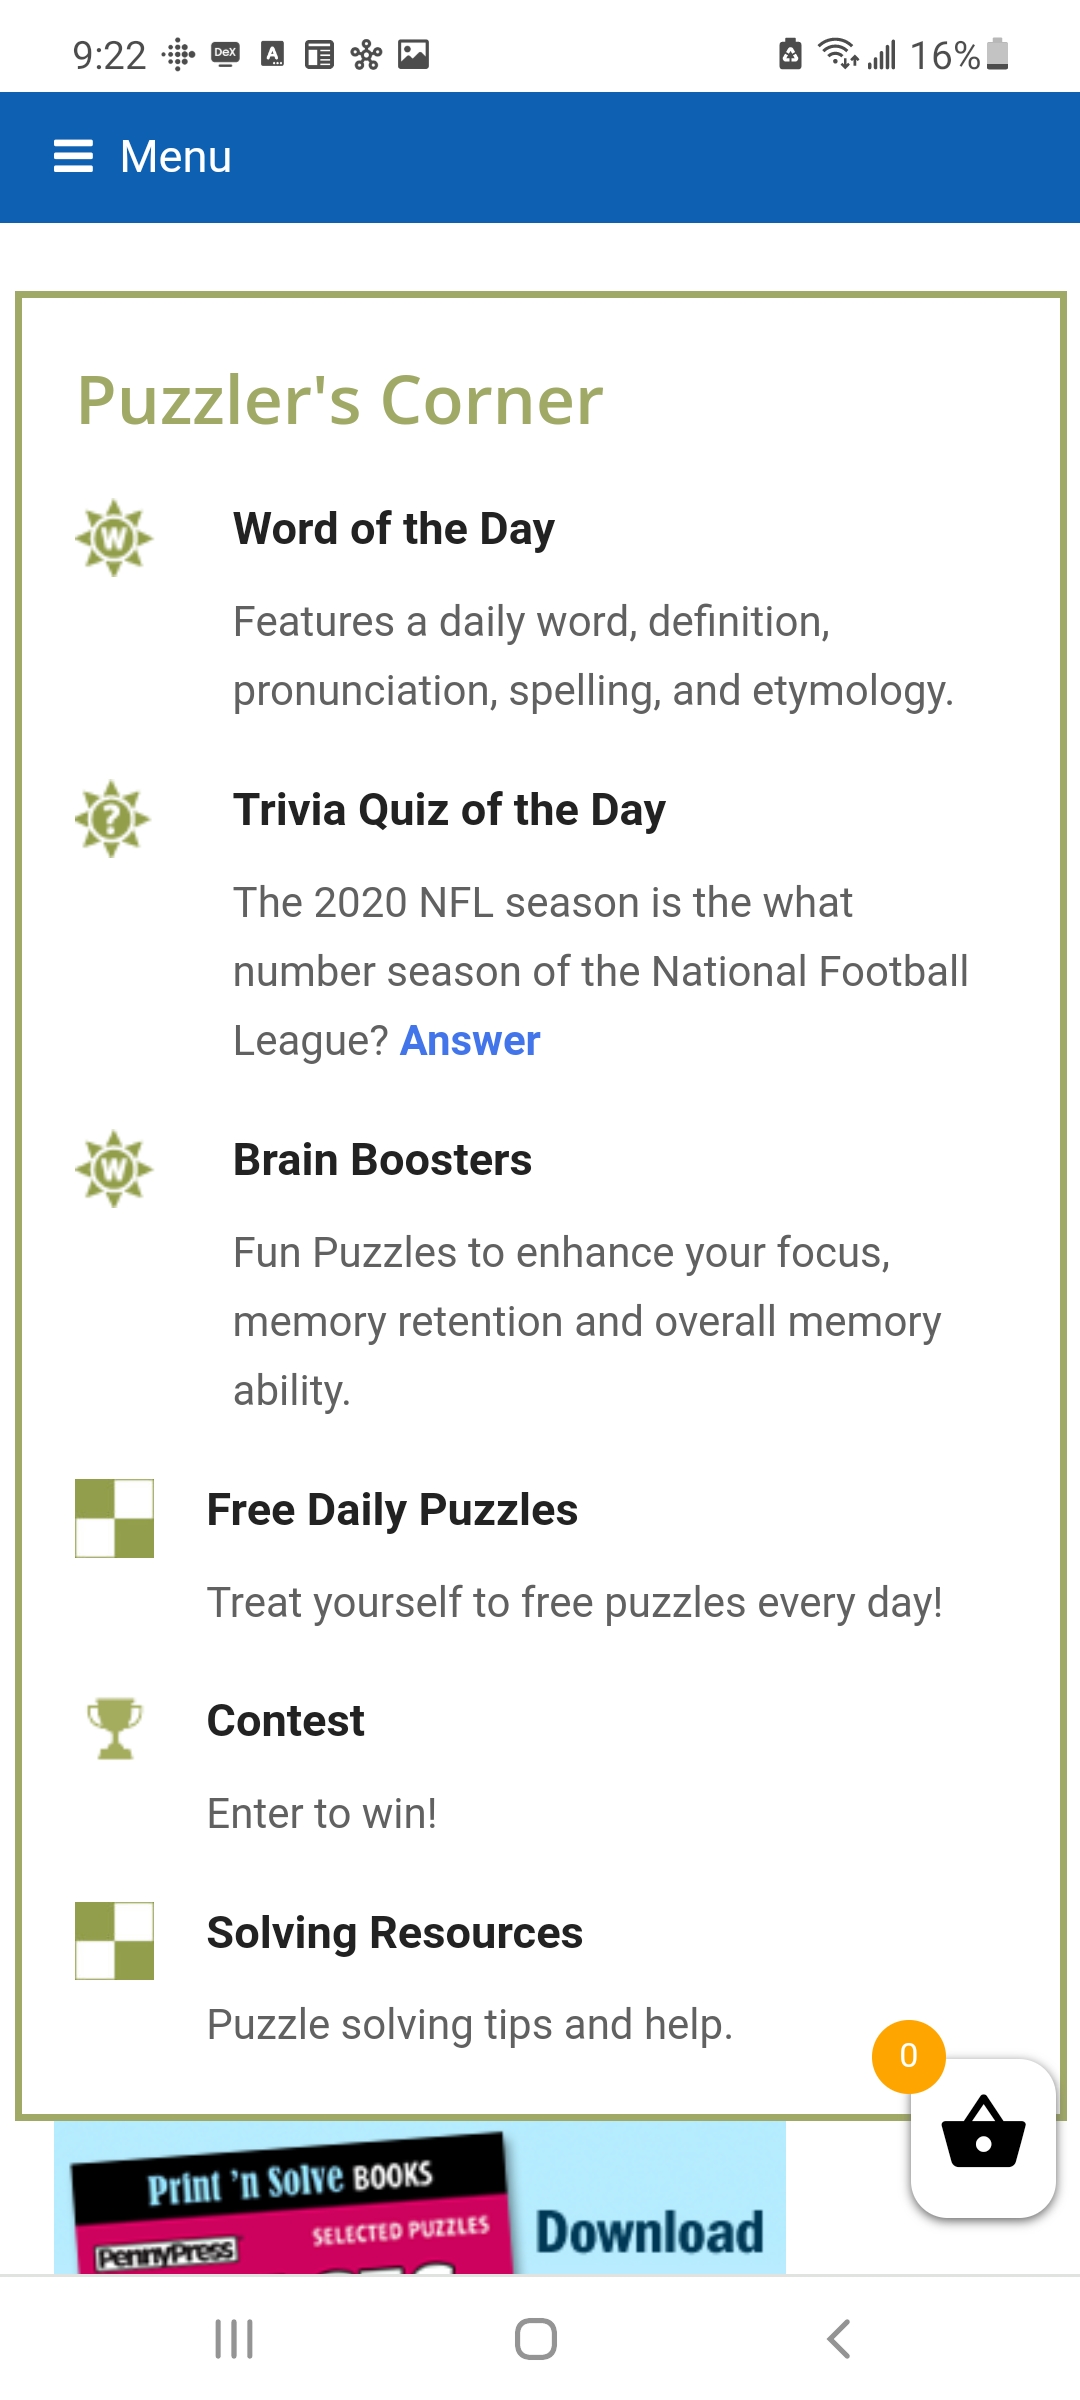 9:22
DeX
A
16%
Menu
Puzzler's Corner
W
Word of the Day
Features a daily word, definition,
pronunciation, spelling, and etymology.
?
Trivia Quiz of the Day
The 2020 NFL season is the what
number season of the National Football
League? Answer
W
Brain Boosters
Fun Puzzles to enhance your focus,
memory retention and overall memory
ability.
Free Daily Puzzles
Treat yourself to free puzzles every day!
Contest
Enter to win!
Solving Resources
Puzzle solving tips and help.
0
Print 'n Solve BOOKS
SELECTED PUZZLES
PennyPress
Download